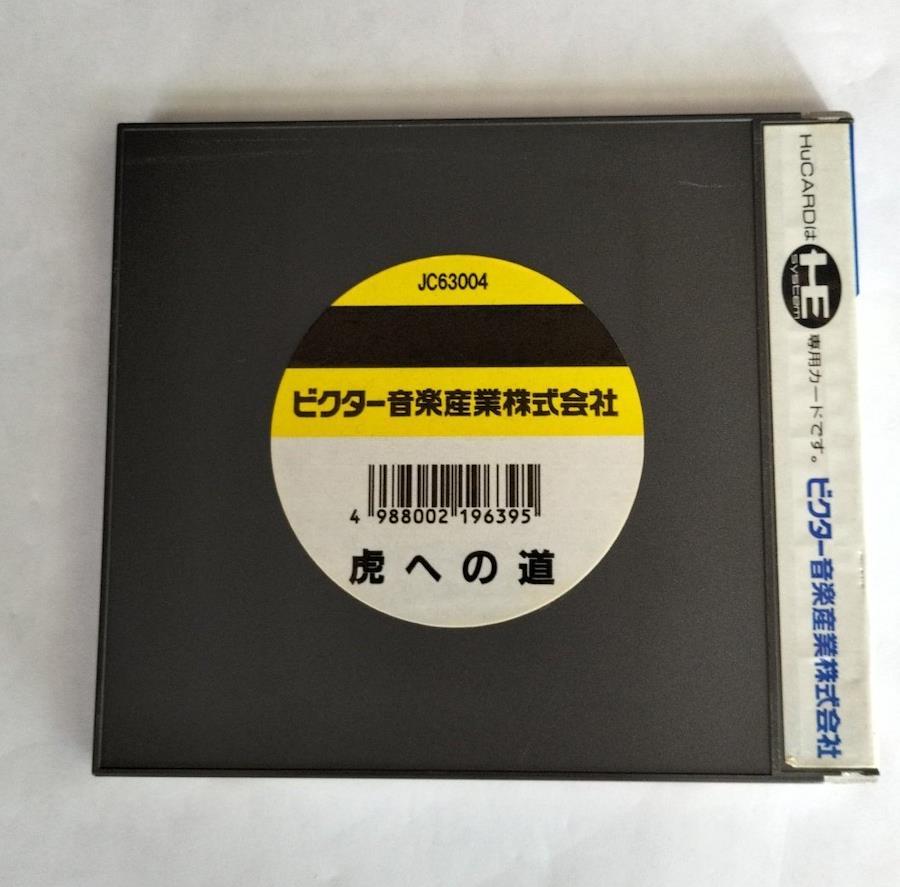 JC63004
ビクター音楽産業株式会社
4 988002 196395
虎への道
HuCARDは HE system 専用カードです。 ビクター音楽産業株式会社